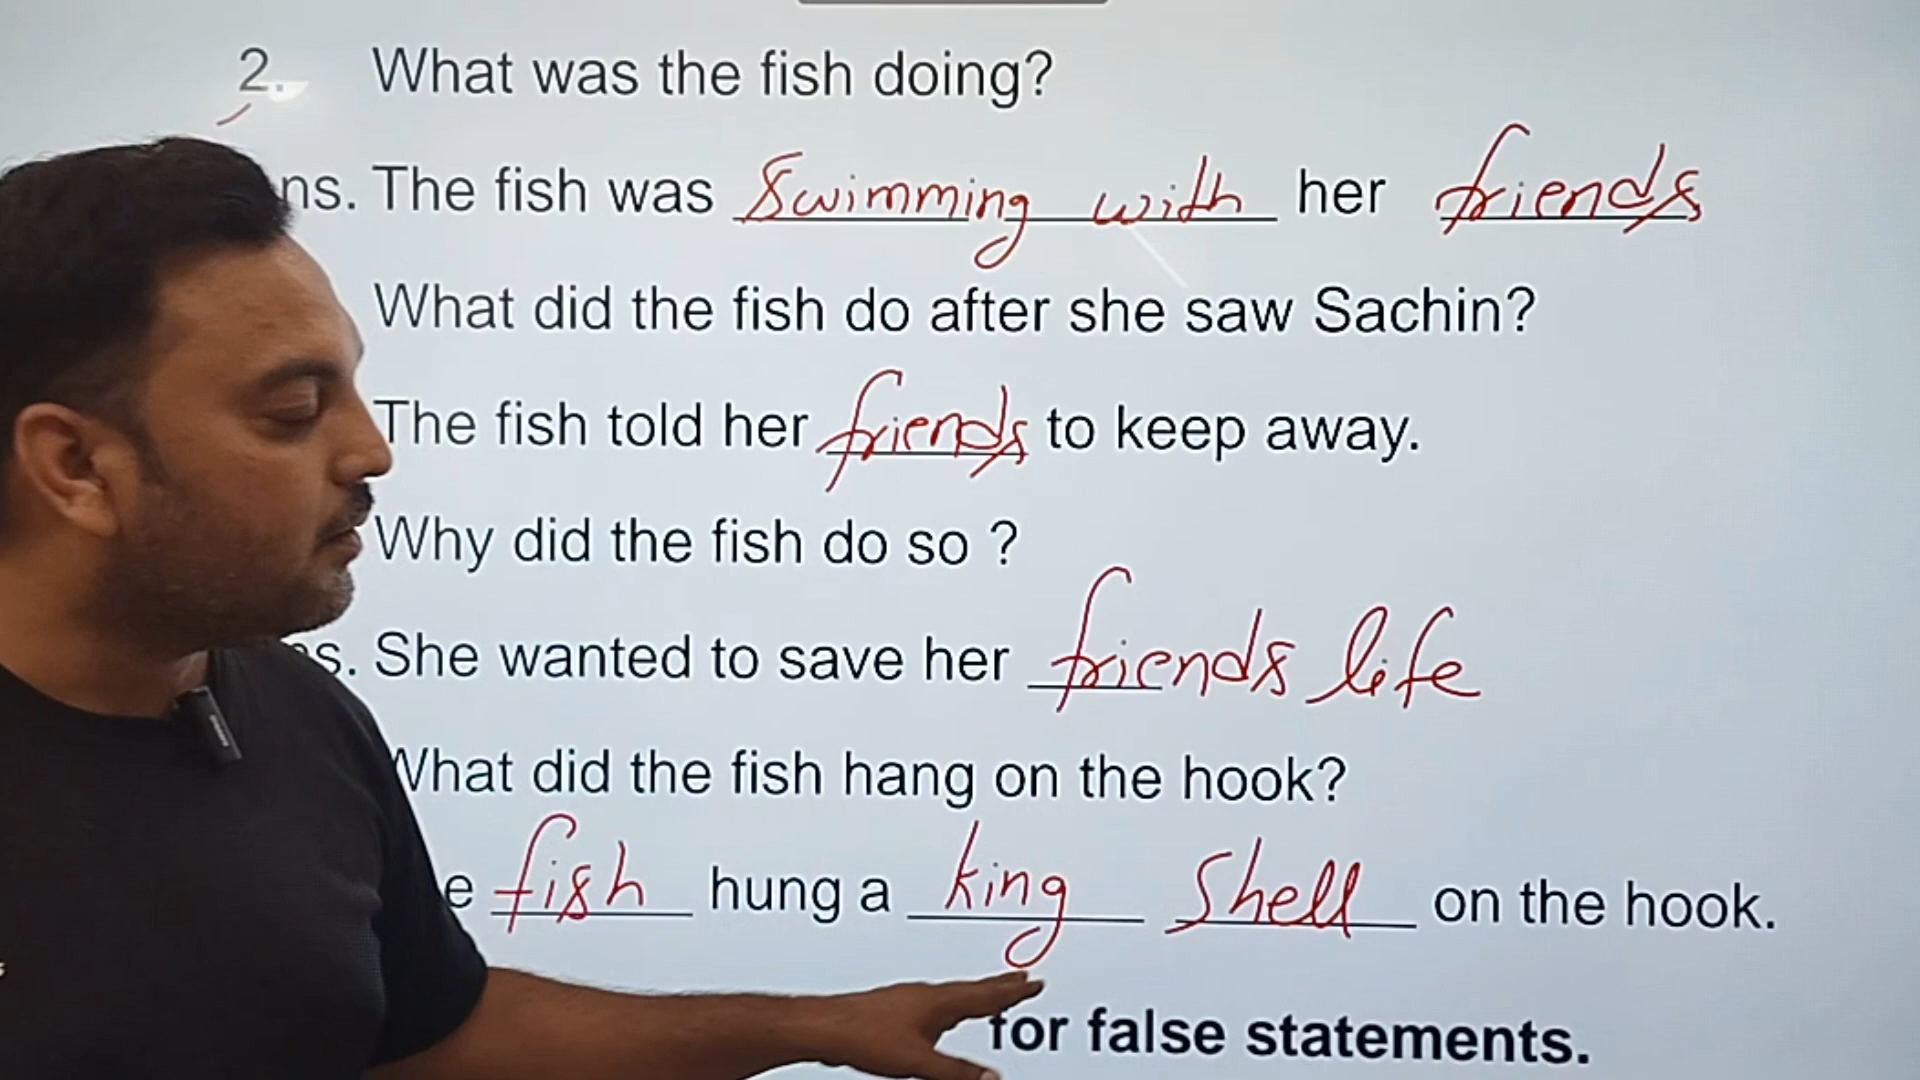 2. What was the fish doing?
ns. The fish was swimming with her friends
What did the fish do after she saw Sachin?
The fish told her friends to keep away.
Why did the fish do so ?
s. She wanted to save her friends life
What did the fish hang on the hook?
e fish hung a king shell on the hook.
for false statements.